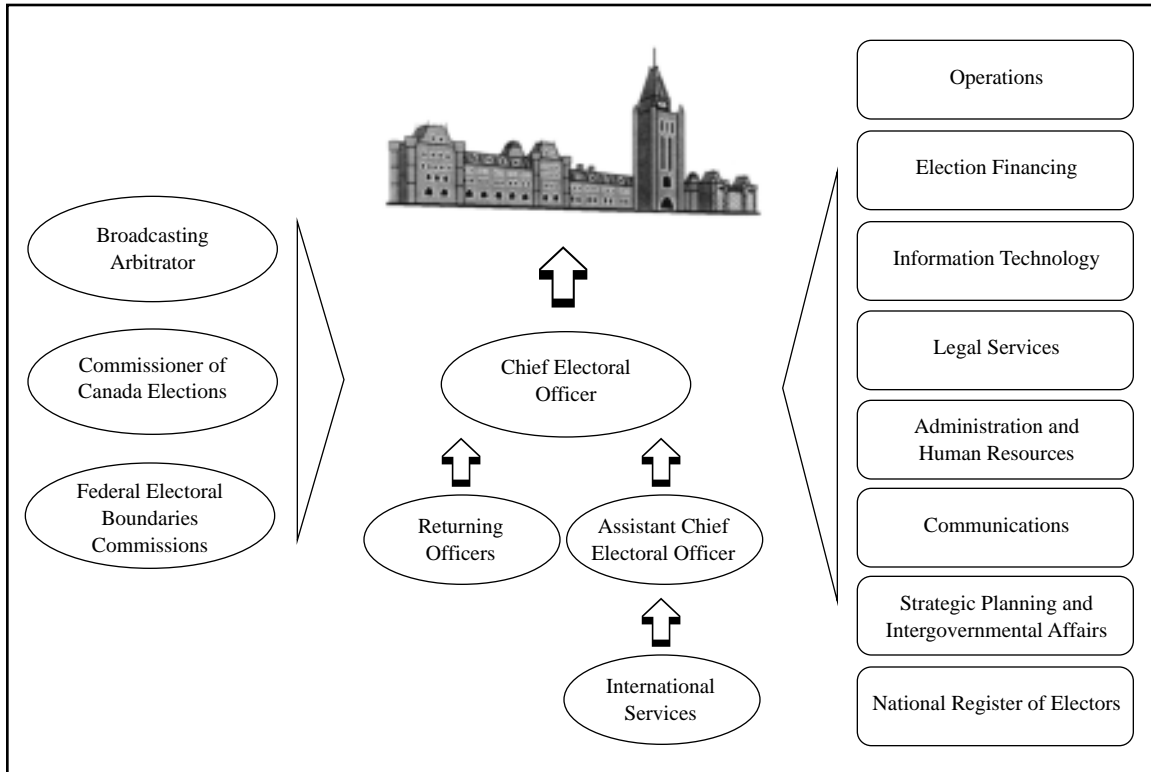 Broadcasting
Arbitrator
Commissioner of
Canada Elections
Federal Electoral
Boundaries
Commissions
Chief Electoral
Officer
Returning
Officers
Assistant Chief
Electoral Officer
International
Services
Operations
Election Financing
Information Technology
Legal Services
Administration and
Human Resources
Communications
Strategic Planning and
Intergovernmental Affairs
National Register of Electors